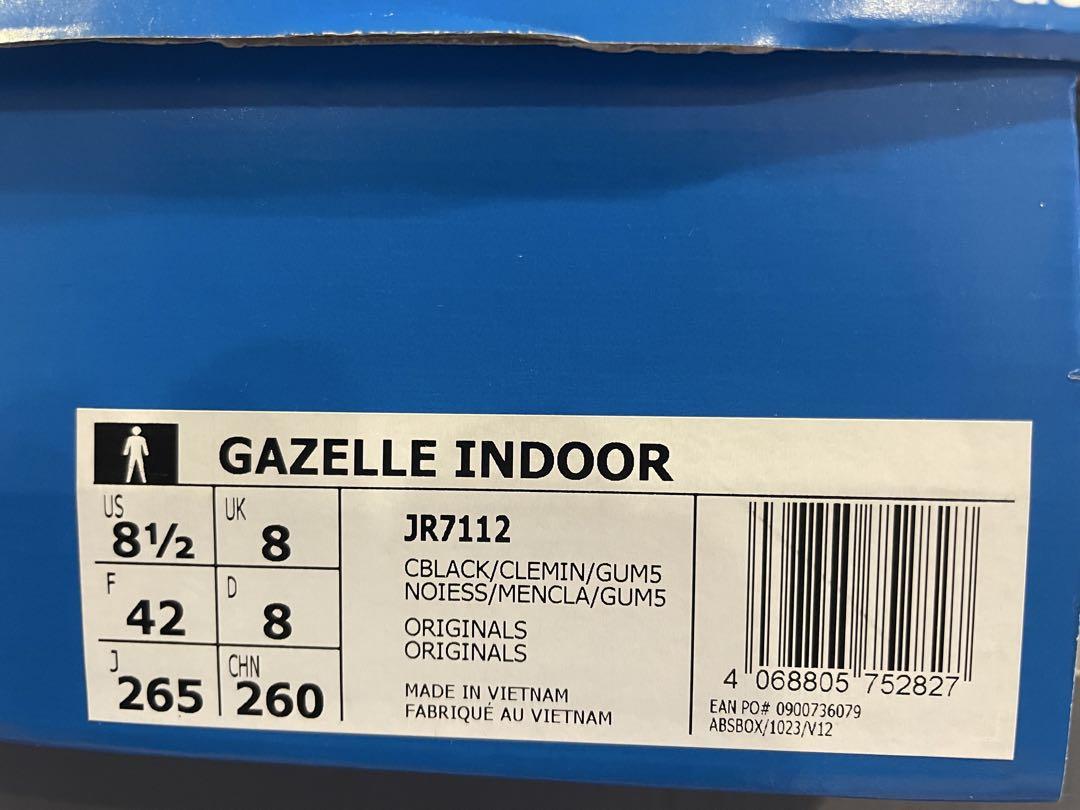 GAZELLE INDOOR
US
8½
UK
8
F
42
D
8
J
265
CHN
260
JR7112
CBLACK/CLEMIN/GUM5
NOIESS/MENCLA/GUM5
ORIGINALS
ORIGINALS
MADE IN VIETNAM
FABRIQUÉ AU VIETNAM
4 068805 752827
EAN PO# 0900736079
ABSBOX/1023/V12